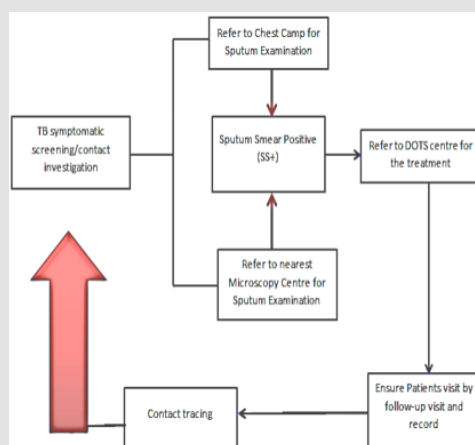 Refer to Chest Camp for
Sputum Examination
TB symptomatic
screening/contact
investigation
Sputum Smear Positive
(SS+)
Refer to DOTS centre for
the treatment
Refer to nearest
Microscopy Centre for
Sputum Examination
Ensure Patients visit by
follow-up visit and
record
Contact tracing